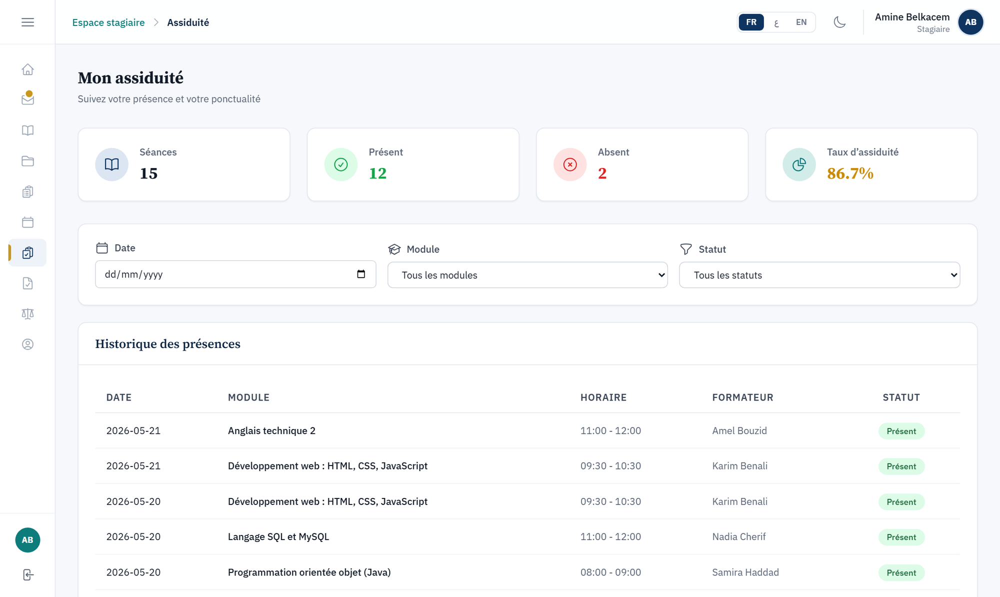 Espace stagiaire > Assiduité
FR ع EN
Amine Belkacem
Stagiaire
AB
Mon assiduité
Suivez votre présence et votre ponctualité
Séances
15
Présent
12
Absent
2
Taux d’assiduité
86.7%
Date
dd/mm/yyyy
Module
Tous les modules
Statut
Tous les statuts
Historique des présences
DATE MODULE HORAIRE FORMATEUR STATUT
2026-05-21 Anglais technique 2 11:00 - 12:00 Amel Bouzid Présent
2026-05-21 Développement web : HTML, CSS, JavaScript 09:30 - 10:30 Karim Benali Présent
2026-05-20 Développement web : HTML, CSS, JavaScript 09:30 - 10:30 Karim Benali Présent
2026-05-20 Langage SQL et MySQL 11:00 - 12:00 Nadia Cherif Présent
2026-05-20 Programmation orientée objet (Java) 08:00 - 09:00 Samira Haddad Présent
AB